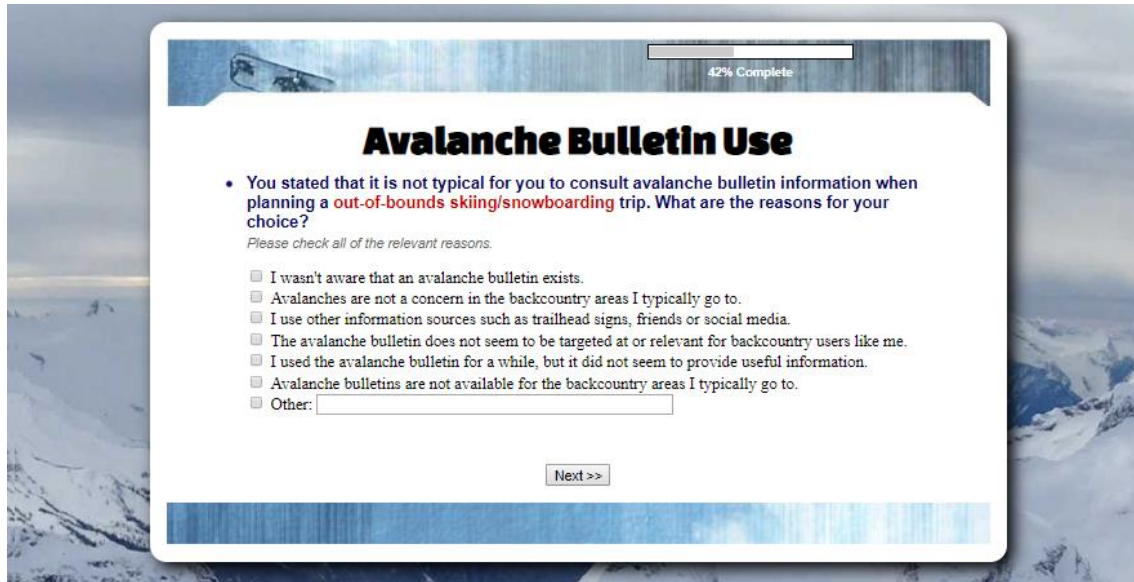 42% Complete
Avalanche Bulletin Use
You stated that it is not typical for you to consult avalanche bulletin information when
planning a out-of-bounds skiing/snowboarding trip. What are the reasons for your
choice?
Please check all of the relevant reasons.
I wasn't aware that an avalanche bulletin exists.
Avalanches are not a concern in the backcountry areas I typically go to.
I use other information sources such as trailhead signs, friends or social media.
The avalanche bulletin does not seem to be targeted at or relevant for backcountry users like me.
I used the avalanche bulletin for a while, but it did not seem to provide useful information.
Avalanche bulletins are not available for the backcountry areas I typically go to.
Other:
Next >>